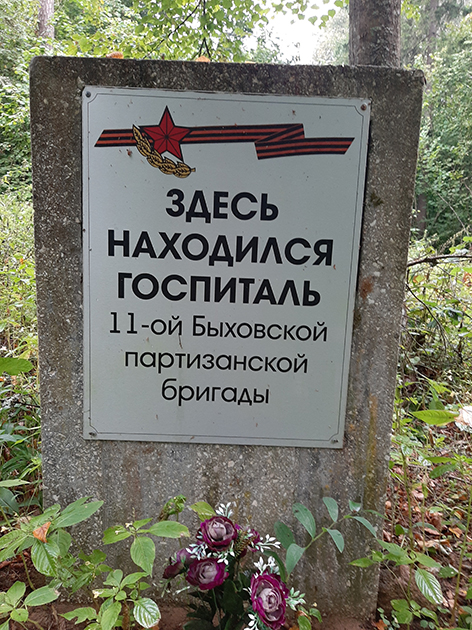 ЗДЕСЬ
НАХОДИЛСЯ
ГОСПИТАЛЬ
11-ой Быховской
партизанской
бригады